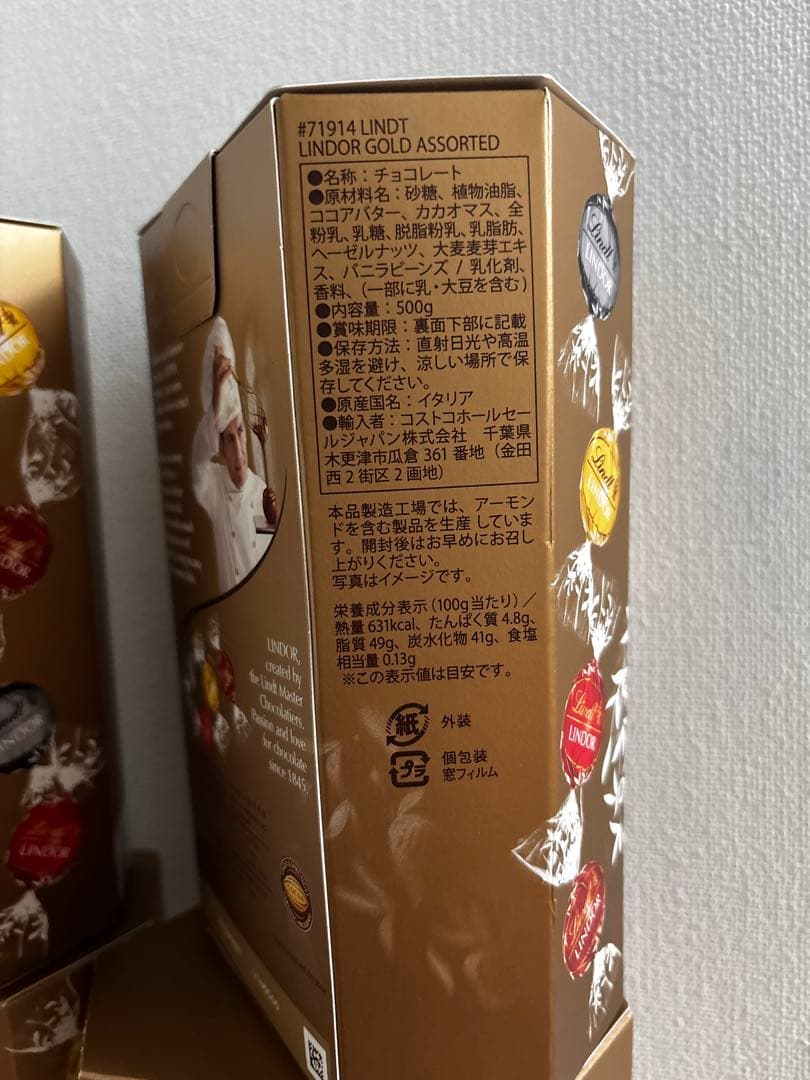 #71914 LINDT
LINDOR GOLD ASSORTED
●名称：チョコレート
●原材料名：砂糖、植物油脂、
ココアバター、カカオマス、全
粉乳、乳糖、脱脂粉乳、乳脂肪、
ヘーゼルナッツ、大麦麦芽エキ
ス、バニラビーンズ / 乳化剤、
香料、（一部に乳・大豆を含む）
●内容量：500g
●賞味期限：裏面下部に記載
●保存方法：直射日光や高温
多湿を避け、涼しい場所で保
存してください。
●原産国名：イタリア
●輸入者：コストコホールセー
ルジャパン株式会社　千葉県
木更津市瓜倉 361 番地（金田
西 2 街区 2 画地）
本品製造工場では、アーモン
ドを含む製品を生産していま
す。開封後はお早めにお召し
上がりください。
写真はイメージです。
栄養成分表示（100g当たり）／
熱量 631kcal、たんぱく質 4.8g、
脂質 49g、炭水化物 41g、食塩
相当量 0.13g
※この表示値は目安です。
紙 外装
プラ 個包装
窓フィルム
LINDOR,
created by
the Lindt Master
Chocolatiers.
Passion and love
for chocolate
since 1845.
Lindt
LINDOR
Lindt
LINDOR
Lindt
LINDOR
Lindt
LINDOR
LINDOR
LINDOR
Lindt
LINDOR
LINDOR